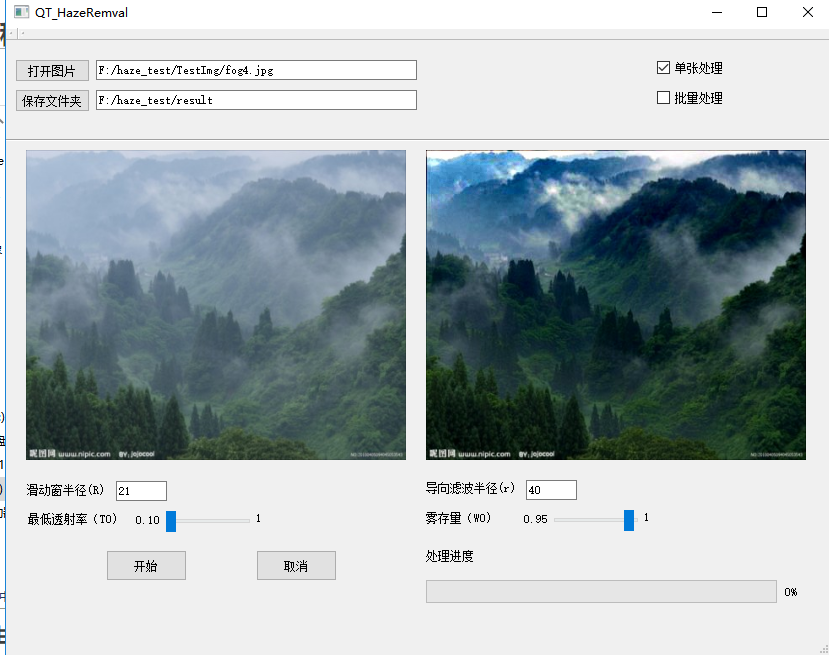 QT_HazeRemval
打开图片 F:/haze_test/TestImg/fog4.jpg
单张处理
保存文件夹 F:/haze_test/result
批量处理
昵图网 www.nipic.com BY: jojocool
昵图网 www.nipic.com BY: jojocool
滑动窗半径(R) 21
导向滤波半径(r) 40
最低透射率（T0） 0.10 1
雾存量（W0） 0.95 1
开始 取消
处理进度
0%